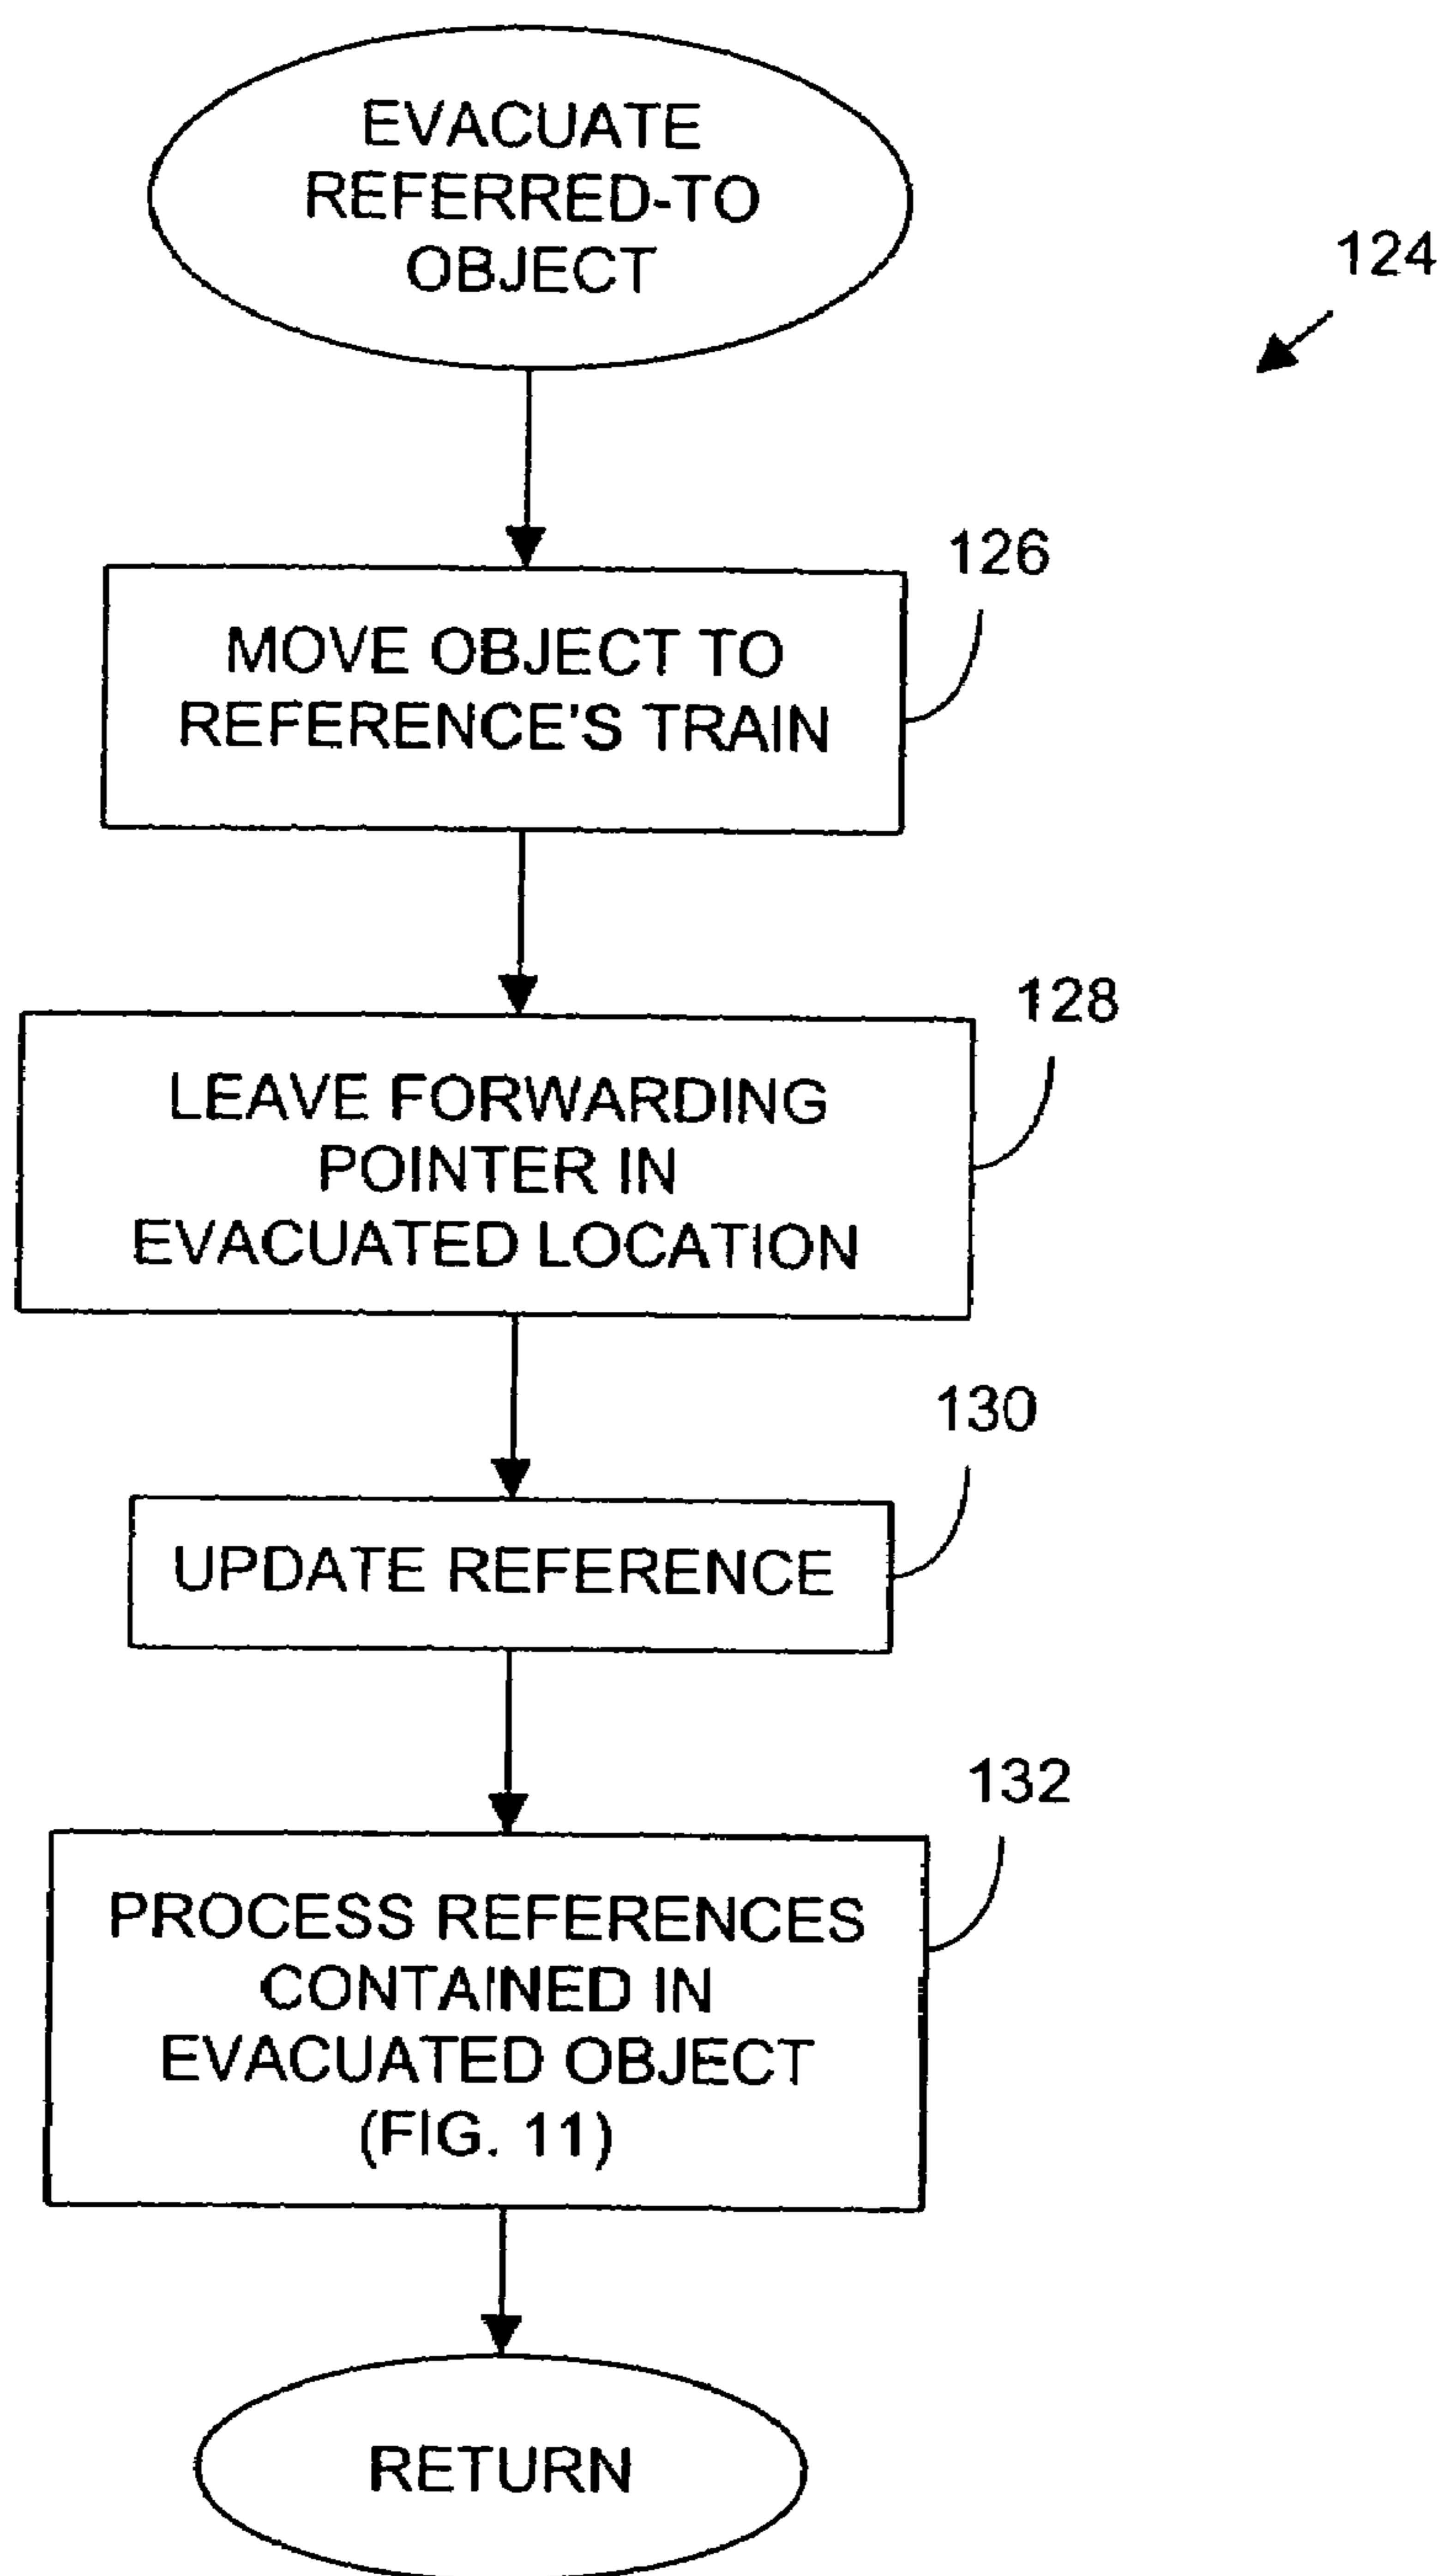 EVACUATE
REFERRED-TO
OBJECT
124
126
MOVE OBJECT TO
REFERENCE'S TRAIN
128
LEAVE FORWARDING
POINTER IN
EVACUATED LOCATION
130
UPDATE REFERENCE
132
PROCESS REFERENCES
CONTAINED IN
EVACUATED OBJECT
(FIG. 11)
RETURN